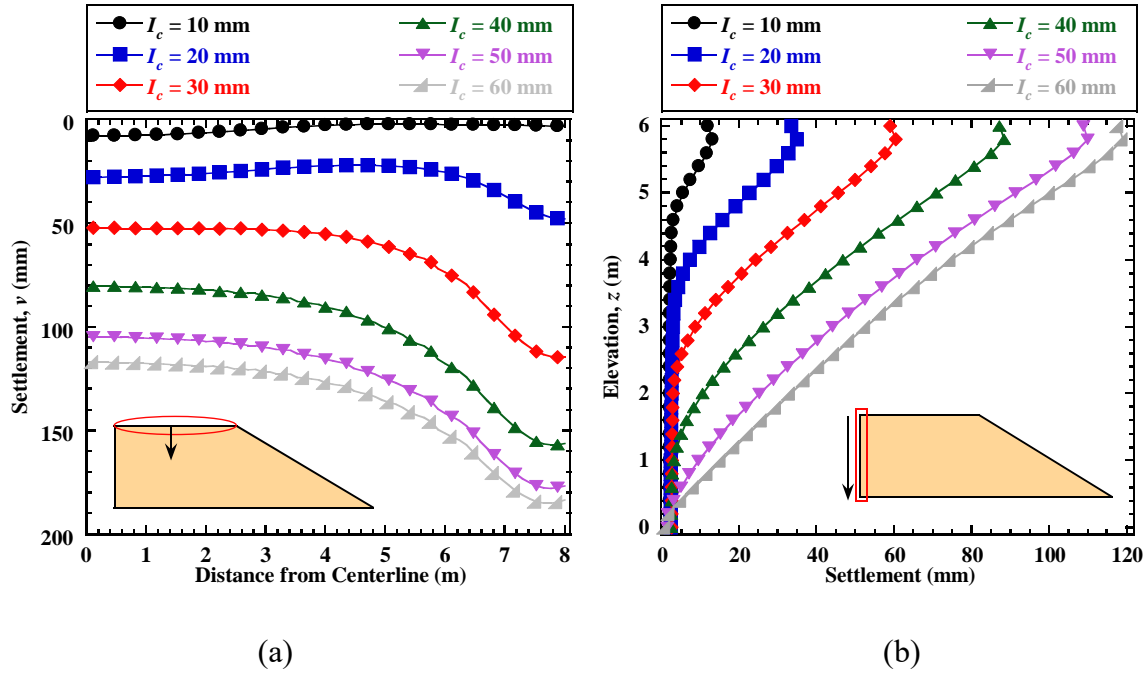 I_c = 10 mm
I_c = 20 mm
I_c = 30 mm
I_c = 40 mm
I_c = 50 mm
I_c = 60 mm
0
50
100
150
200
Settlement, v (mm)
0 1 2 3 4 5 6 7 8
Distance from Centerline (m)
(a)
I_c = 10 mm
I_c = 20 mm
I_c = 30 mm
I_c = 40 mm
I_c = 50 mm
I_c = 60 mm
6
5
4
3
2
1
0
Elevation, z (m)
0 20 40 60 80 100 120
Settlement (mm)
(b)